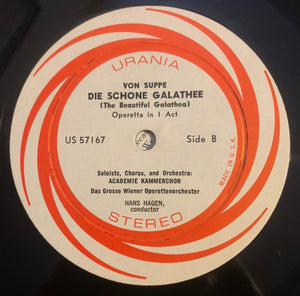 URANIA
VON SUPPE
DIE SCHONE GALATHEE
(The Beautiful Galathea)
Operetta in 1 Act
US 57167
Side B
MADE IN U.S.A.
Soloists, Chorus, and Orchestra:
ACADEMIE KAMMERCHOR
Das Grosse Wiener Operettenorchester
HANS HAGEN,
conductor
STEREO